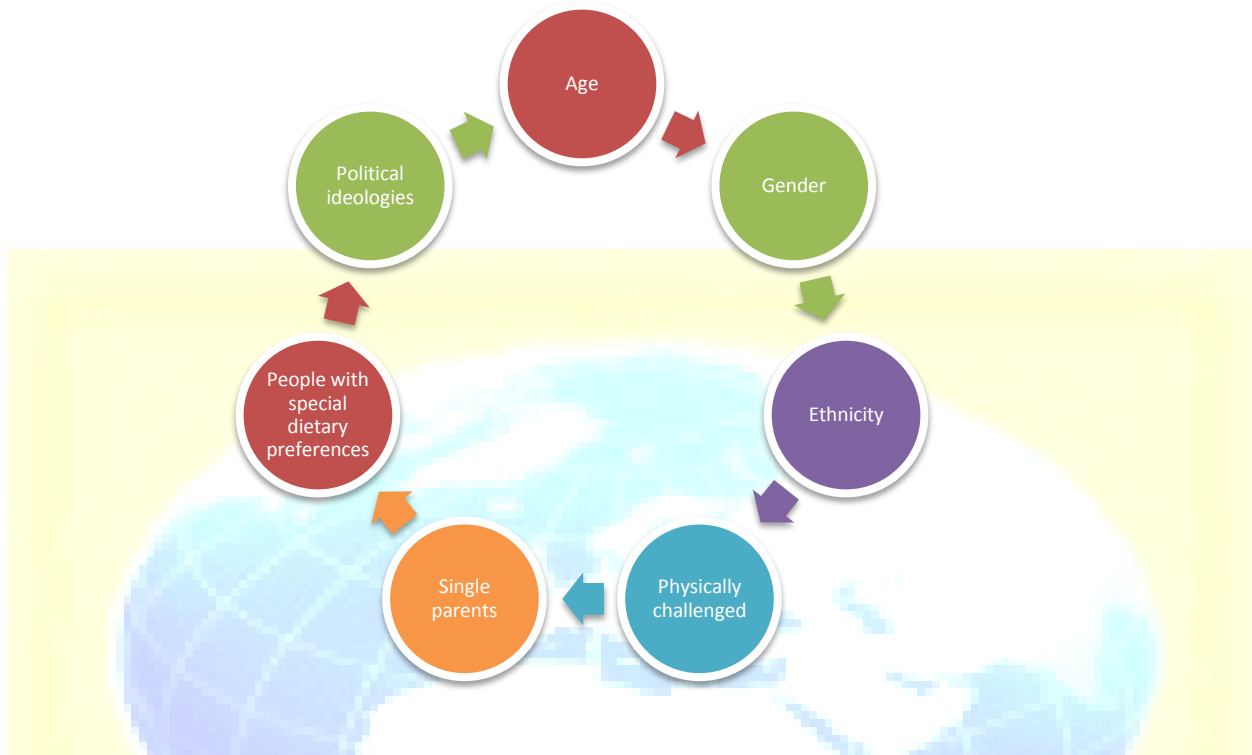 Age
Gender
Ethnicity
Physically
challenged
Single
parents
People with
special
dietary
preferences
Political
ideologies